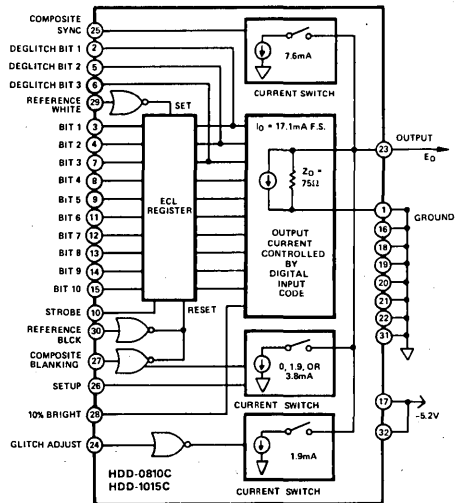 COMPOSITE
SYNC
25
DEGLITCH BIT 1
2
DEGLITCH BIT 2
5
DEGLITCH BIT 3
6
REFERENCE
WHITE
29
SET
BIT 1
3
BIT 2
4
BIT 3
7
BIT 4
8
BIT 5
9
BIT 6
11
BIT 7
12
BIT 8
13
BIT 9
14
BIT 10
15
STROBE
10
REFERENCE
BLCK
30
COMPOSITE
BLANKING
27
SETUP
26
10% BRIGHT
28
GLITCH ADJUST
24
ECL
REGISTER
RESET
7.6mA
CURRENT SWITCH
IO = 17.1mA F.S.
ZO =
75Ω
OUTPUT
CURRENT
CONTROLLED
BY
DIGITAL
INPUT
CODE
0, 1.9, OR
3.8mA
CURRENT SWITCH
1.9mA
CURRENT SWITCH
OUTPUT
23
EO
1
GROUND
16
18
19
20
21
22
31
17
-5.2V
32
HDD-0810C
HDD-1015C